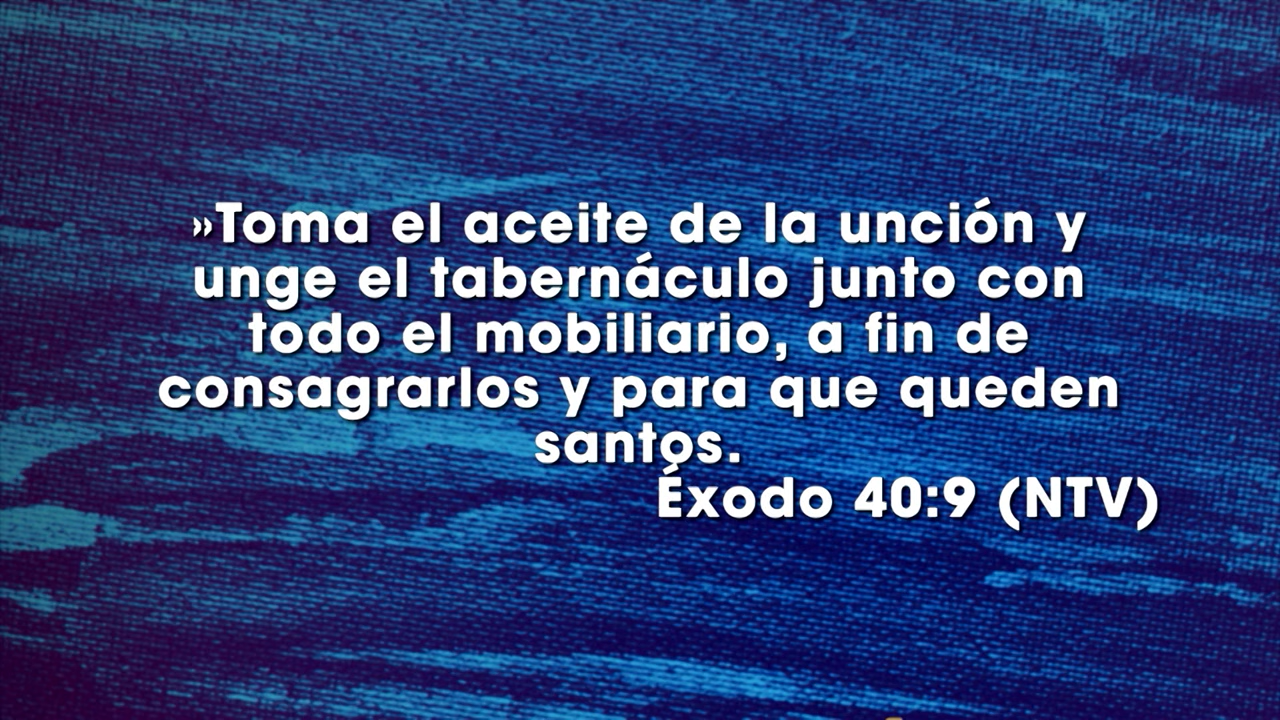 »Toma el aceite de la unción y
unge el tabernáculo junto con
todo el mobiliario, a fin de
consagrarlos y para que queden
santos.
Éxodo 40:9 (NTV)